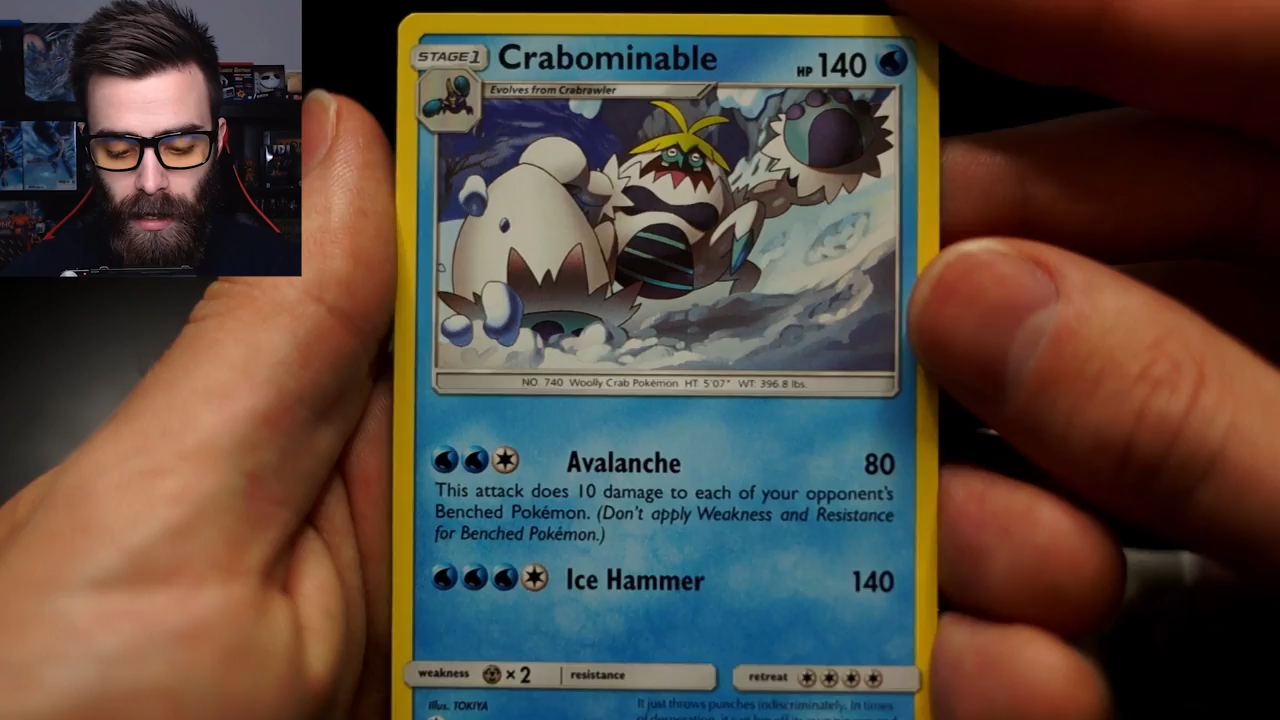 STAGE 1 Crabominable HP 140
Evolves from Crabrawler
NO. 740 Woolly Crab Pokémon HT: 5'07" WT: 396.8 lbs.
Avalanche 80
This attack does 10 damage to each of your opponent's
Benched Pokémon. (Don't apply Weakness and Resistance
for Benched Pokémon.)
Ice Hammer 140
weakness ×2 resistance retreat
Illus. TOKIYA
It just throws punches indiscriminately. In times